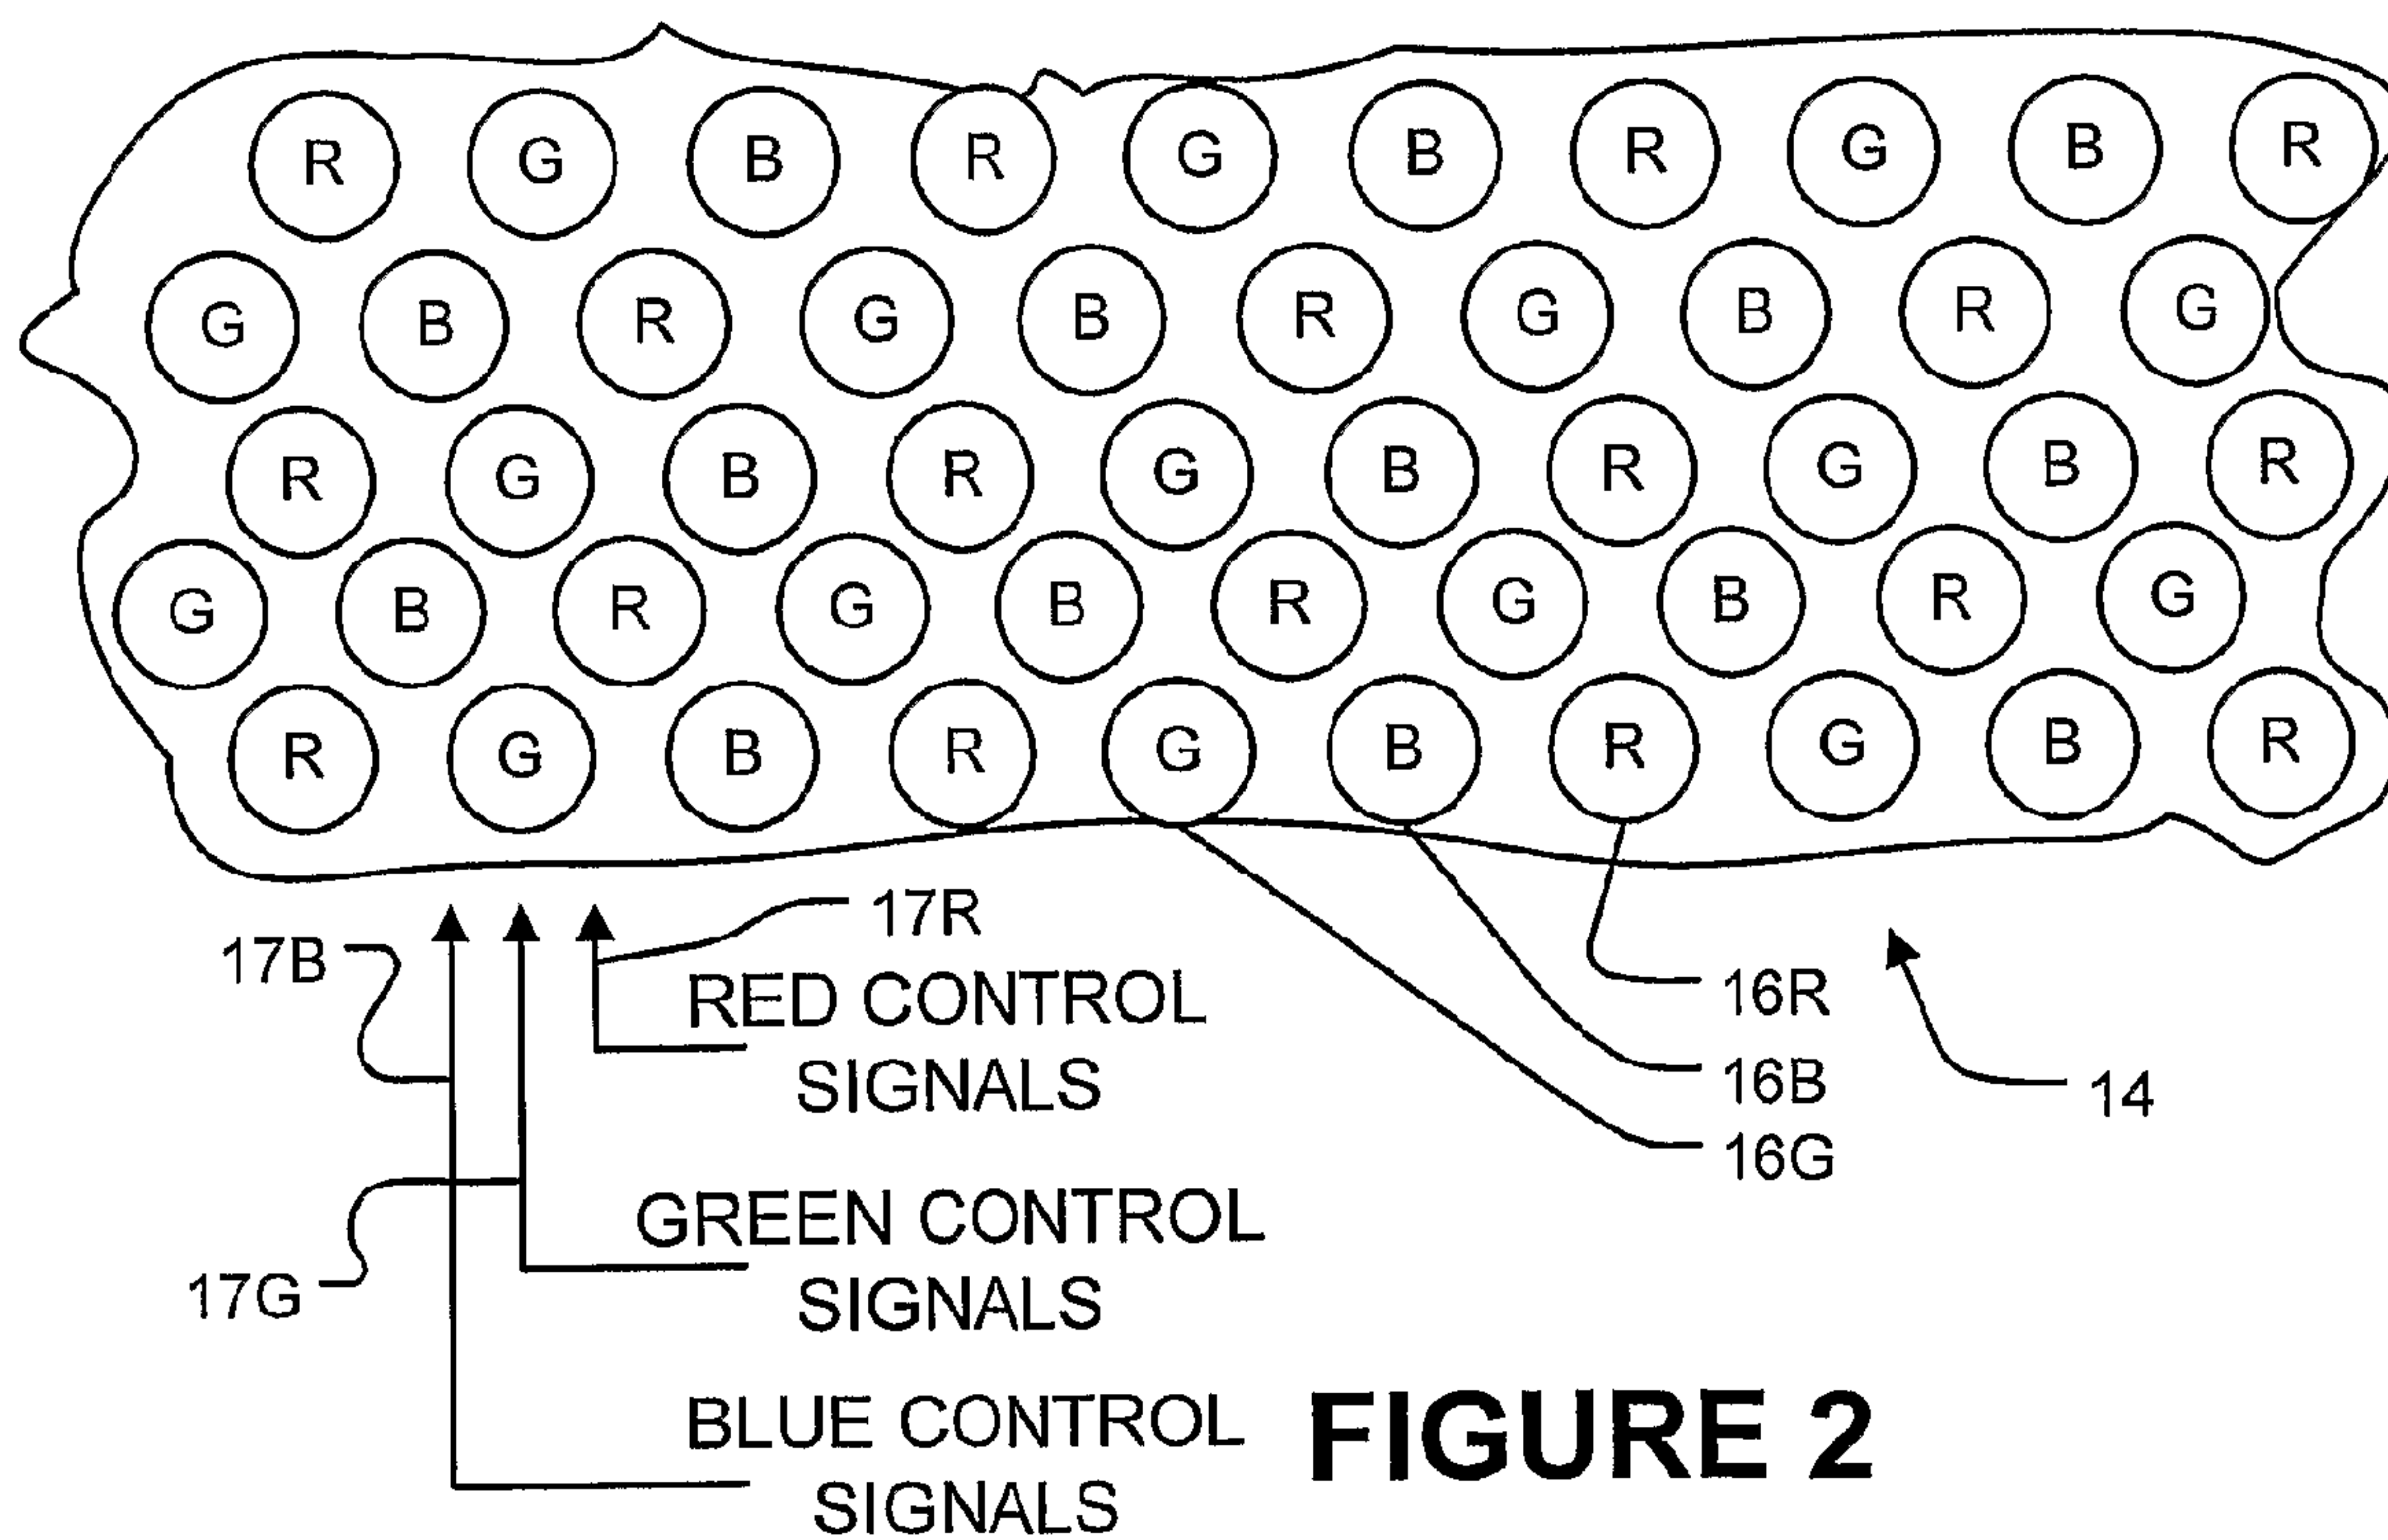 R G B R G B R G B R
G B R G B R G B R G
R G B R G B R G B R
G B R G B R G B R G
R G B R G B R G B R
17R
17B
RED CONTROL
SIGNALS
16R
16B
14
16G
GREEN CONTROL
SIGNALS
17G
BLUE CONTROL
SIGNALS
FIGURE 2